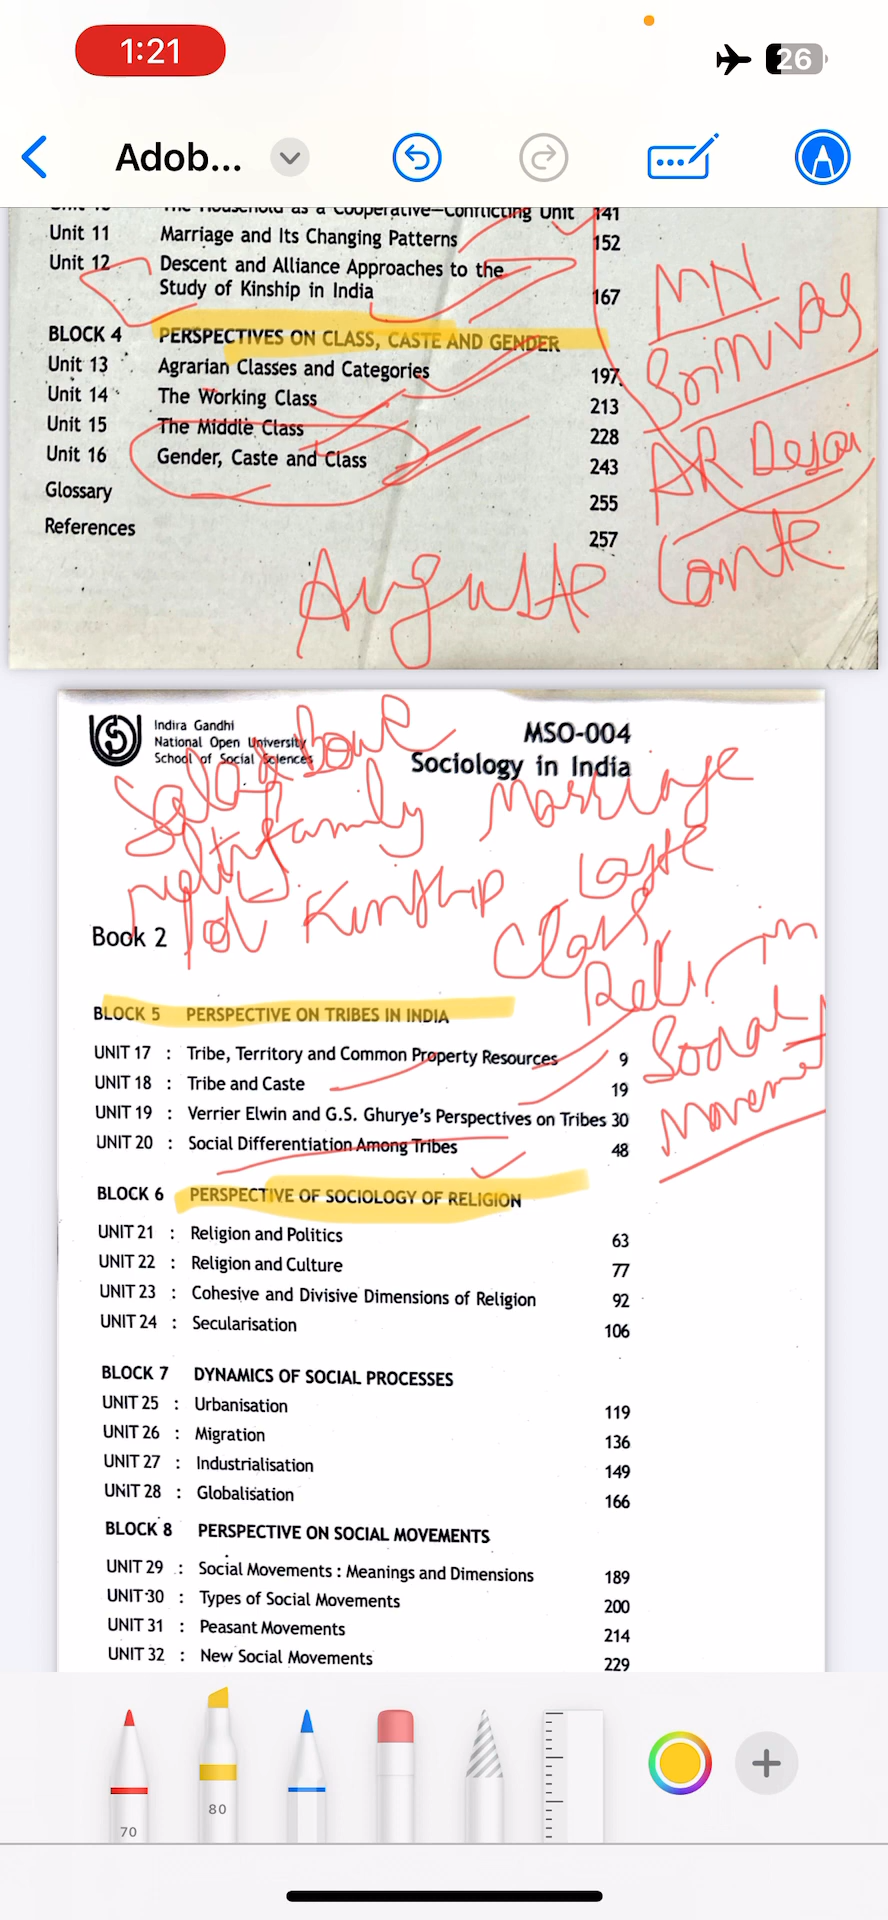 1:21
26
Adob...
The Household as a Cooperative-Conflicting Unit 141
Unit 11 Marriage and Its Changing Patterns 152
Unit 12 Descent and Alliance Approaches to the
Study of Kinship in India 167
MN
Srinivas
BLOCK 4 PERSPECTIVES ON CLASS, CASTE AND GENDER
Unit 13 Agrarian Classes and Categories 197
Unit 14 The Working Class 213
Unit 15 The Middle Class 228
Unit 16 Gender, Caste and Class 243
AR Desai
Glossary 255
References 257
Auguste Comte
Indira Gandhi
National Open University
School of Social Sciences
MSO-004
Sociology in India
family Marriage
Kinship Caste
Class
Religion
Social
Movement
Book 2
BLOCK 5 PERSPECTIVE ON TRIBES IN INDIA
UNIT 17 : Tribe, Territory and Common Property Resources 9
UNIT 18 : Tribe and Caste 19
UNIT 19 : Verrier Elwin and G.S. Ghurye's Perspectives on Tribes 30
UNIT 20 : Social Differentiation Among Tribes 48
BLOCK 6 PERSPECTIVE OF SOCIOLOGY OF RELIGION
UNIT 21 : Religion and Politics 63
UNIT 22 : Religion and Culture 77
UNIT 23 : Cohesive and Divisive Dimensions of Religion 92
UNIT 24 : Secularisation 106
BLOCK 7 DYNAMICS OF SOCIAL PROCESSES
UNIT 25 : Urbanisation 119
UNIT 26 : Migration 136
UNIT 27 : Industrialisation 149
UNIT 28 : Globalisation 166
BLOCK 8 PERSPECTIVE ON SOCIAL MOVEMENTS
UNIT 29 : Social Movements : Meanings and Dimensions 189
UNIT 30 : Types of Social Movements 200
UNIT 31 : Peasant Movements 214
UNIT 32 : New Social Movements 229
70
80